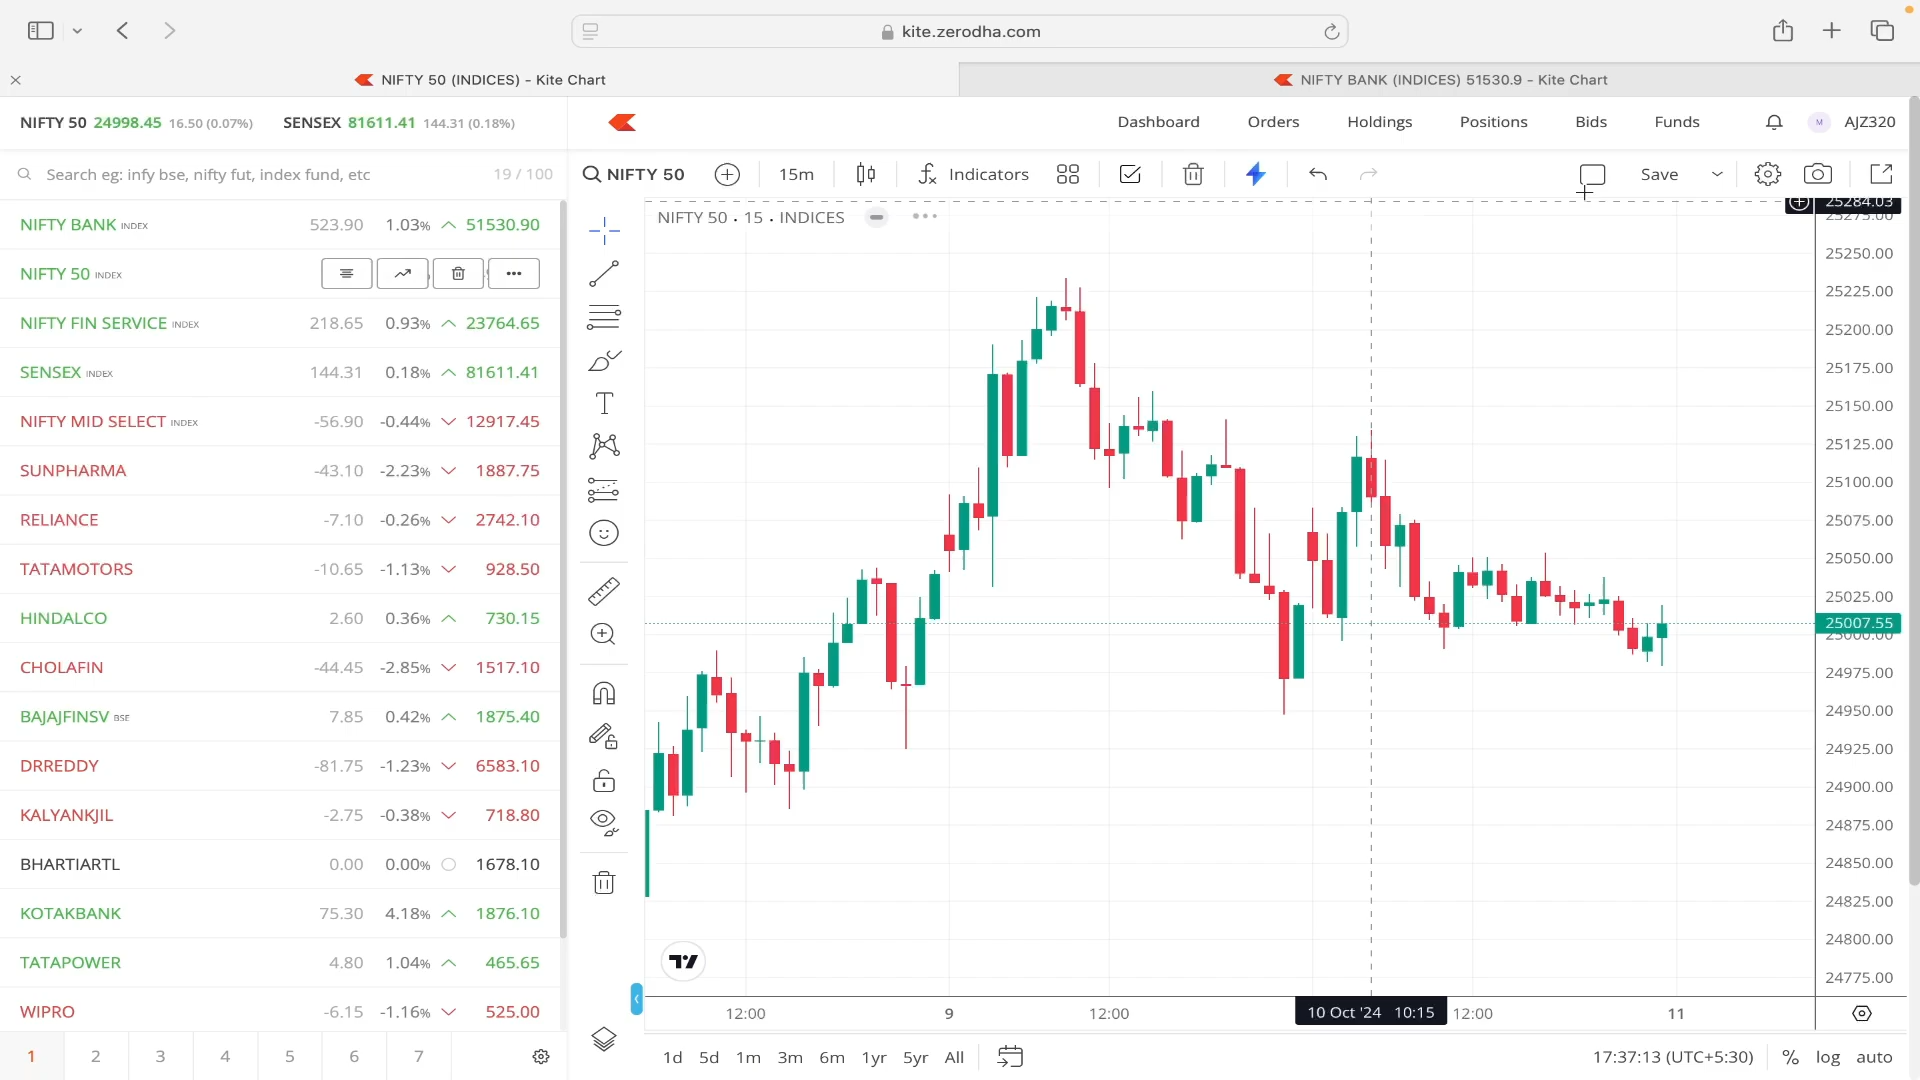 kite.zerodha.com
NIFTY 50 (INDICES) - Kite Chart
NIFTY BANK (INDICES) 51530.9 - Kite Chart
NIFTY 50 24998.45 16.50 (0.07%) SENSEX 81611.41 144.31 (0.18%)
Dashboard Orders Holdings Positions Bids Funds M AJZ320
Search eg: infy bse, nifty fut, index fund, etc 19 / 100
NIFTY 50 15m Indicators Save
NIFTY 50 · 15 · INDICES
NIFTY BANK INDEX 523.90 1.03% 51530.90
NIFTY 50 INDEX
NIFTY FIN SERVICE INDEX 218.65 0.93% 23764.65
SENSEX INDEX 144.31 0.18% 81611.41
NIFTY MID SELECT INDEX -56.90 -0.44% 12917.45
SUNPHARMA -43.10 -2.23% 1887.75
RELIANCE -7.10 -0.26% 2742.10
TATAMOTORS -10.65 -1.13% 928.50
HINDALCO 2.60 0.36% 730.15
CHOLAFIN -44.45 -2.85% 1517.10
BAJAJFINSV BSE 7.85 0.42% 1875.40
DRREDDY -81.75 -1.23% 6583.10
KALYANKJIL -2.75 -0.38% 718.80
BHARTIARTL 0.00 0.00% 1678.10
KOTAKBANK 75.30 4.18% 1876.10
TATAPOWER 4.80 1.04% 465.65
WIPRO -6.15 -1.16% 525.00
1 2 3 4 5 6 7
25284.03
25275.00
25250.00
25225.00
25200.00
25175.00
25150.00
25125.00
25100.00
25075.00
25050.00
25025.00
25007.55
25000.00
24975.00
24950.00
24925.00
24900.00
24875.00
24850.00
24825.00
24800.00
24775.00
12:00 9 12:00 10 Oct '24 10:15 12:00 11
1d 5d 1m 3m 6m 1yr 5yr All 17:37:13 (UTC+5:30) % log auto